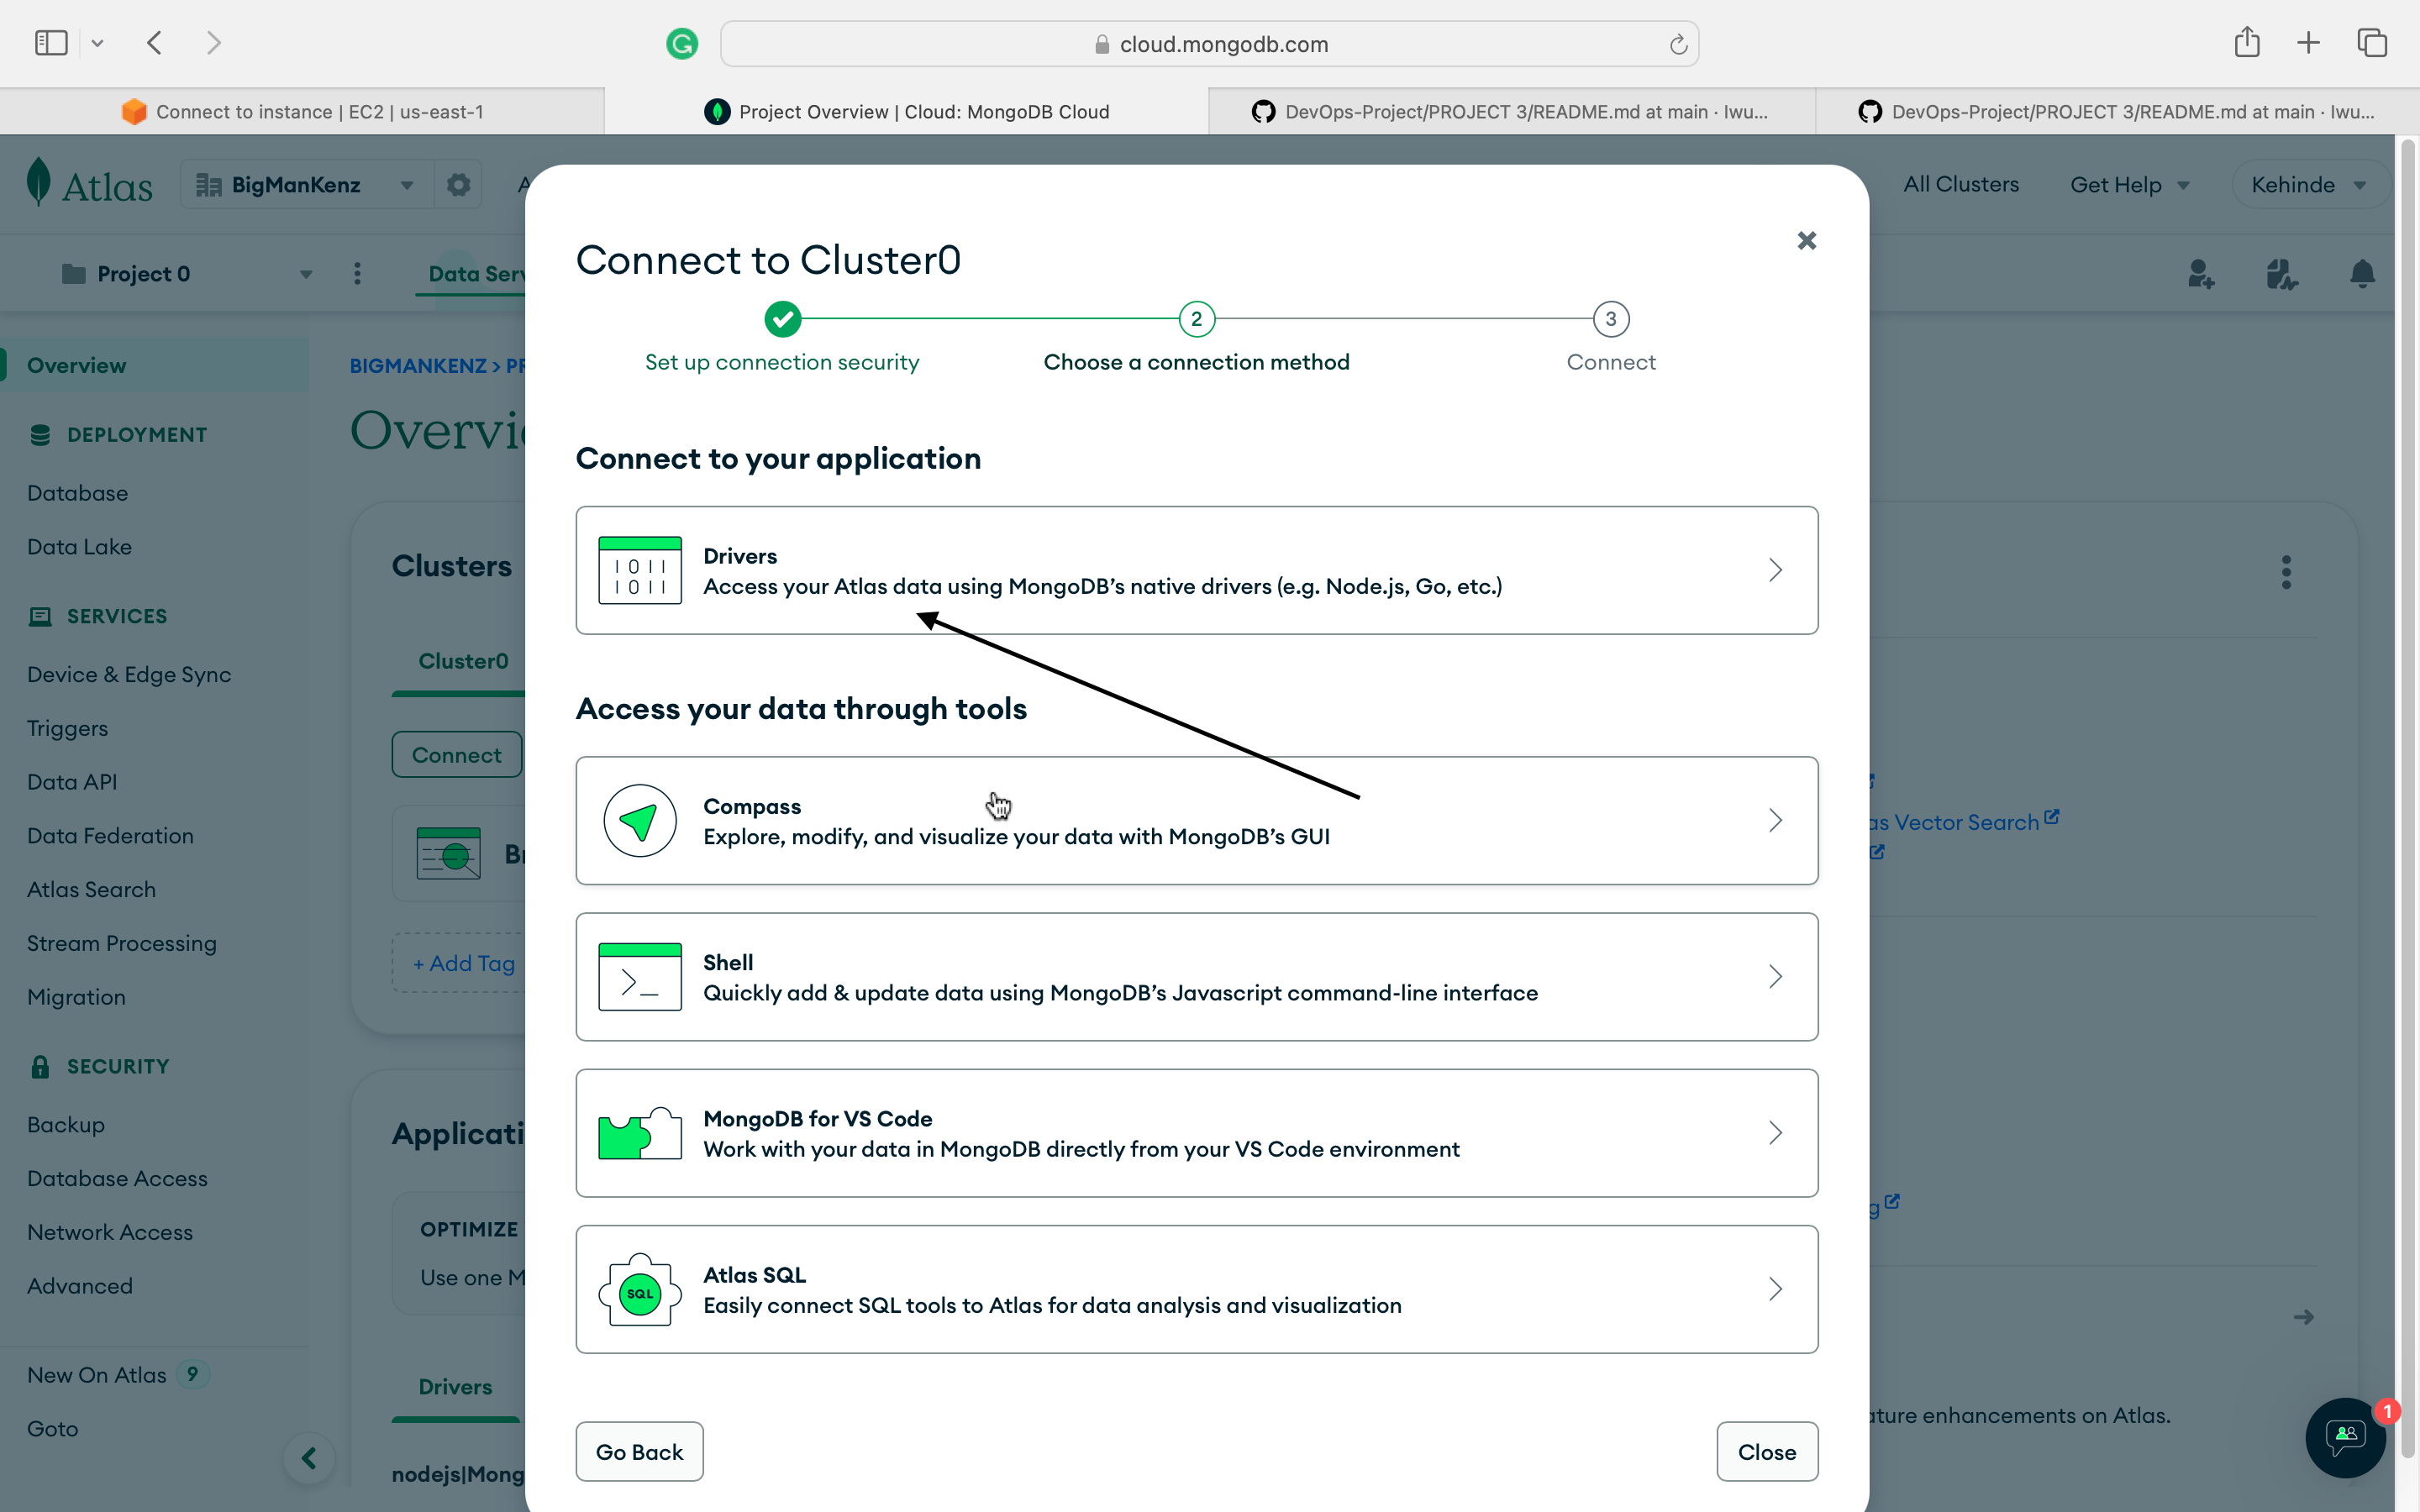 cloud.mongodb.com
Connect to instance | EC2 | us-east-1
Project Overview | Cloud: MongoDB Cloud
DevOps-Project/PROJECT 3/README.md at main · Iwu...
DevOps-Project/PROJECT 3/README.md at main · Iwu...
Atlas
BigManKenz
All Clusters
Get Help
Kehinde
Project 0
Data Serv
Overview
DEPLOYMENT
Database
Data Lake
SERVICES
Device & Edge Sync
Triggers
Data API
Data Federation
Atlas Search
Stream Processing
Migration
SECURITY
Backup
Database Access
Network Access
Advanced
New On Atlas 9
Goto
BIGMANKENZ > PR
Overvie
Clusters
Cluster0
Connect
+ Add Tag
Applicati
OPTIMIZE
Use one M
Drivers
nodejs|Mong
Connect to Cluster0
2
3
Set up connection security
Choose a connection method
Connect
Connect to your application
1011
1011
Drivers
Access your Atlas data using MongoDB’s native drivers (e.g. Node.js, Go, etc.)
Access your data through tools
Compass
Explore, modify, and visualize your data with MongoDB’s GUI
Shell
Quickly add & update data using MongoDB’s Javascript command-line interface
MongoDB for VS Code
Work with your data in MongoDB directly from your VS Code environment
SQL
Atlas SQL
Easily connect SQL tools to Atlas for data analysis and visualization
Go Back
Close
as Vector Search
ature enhancements on Atlas.
1